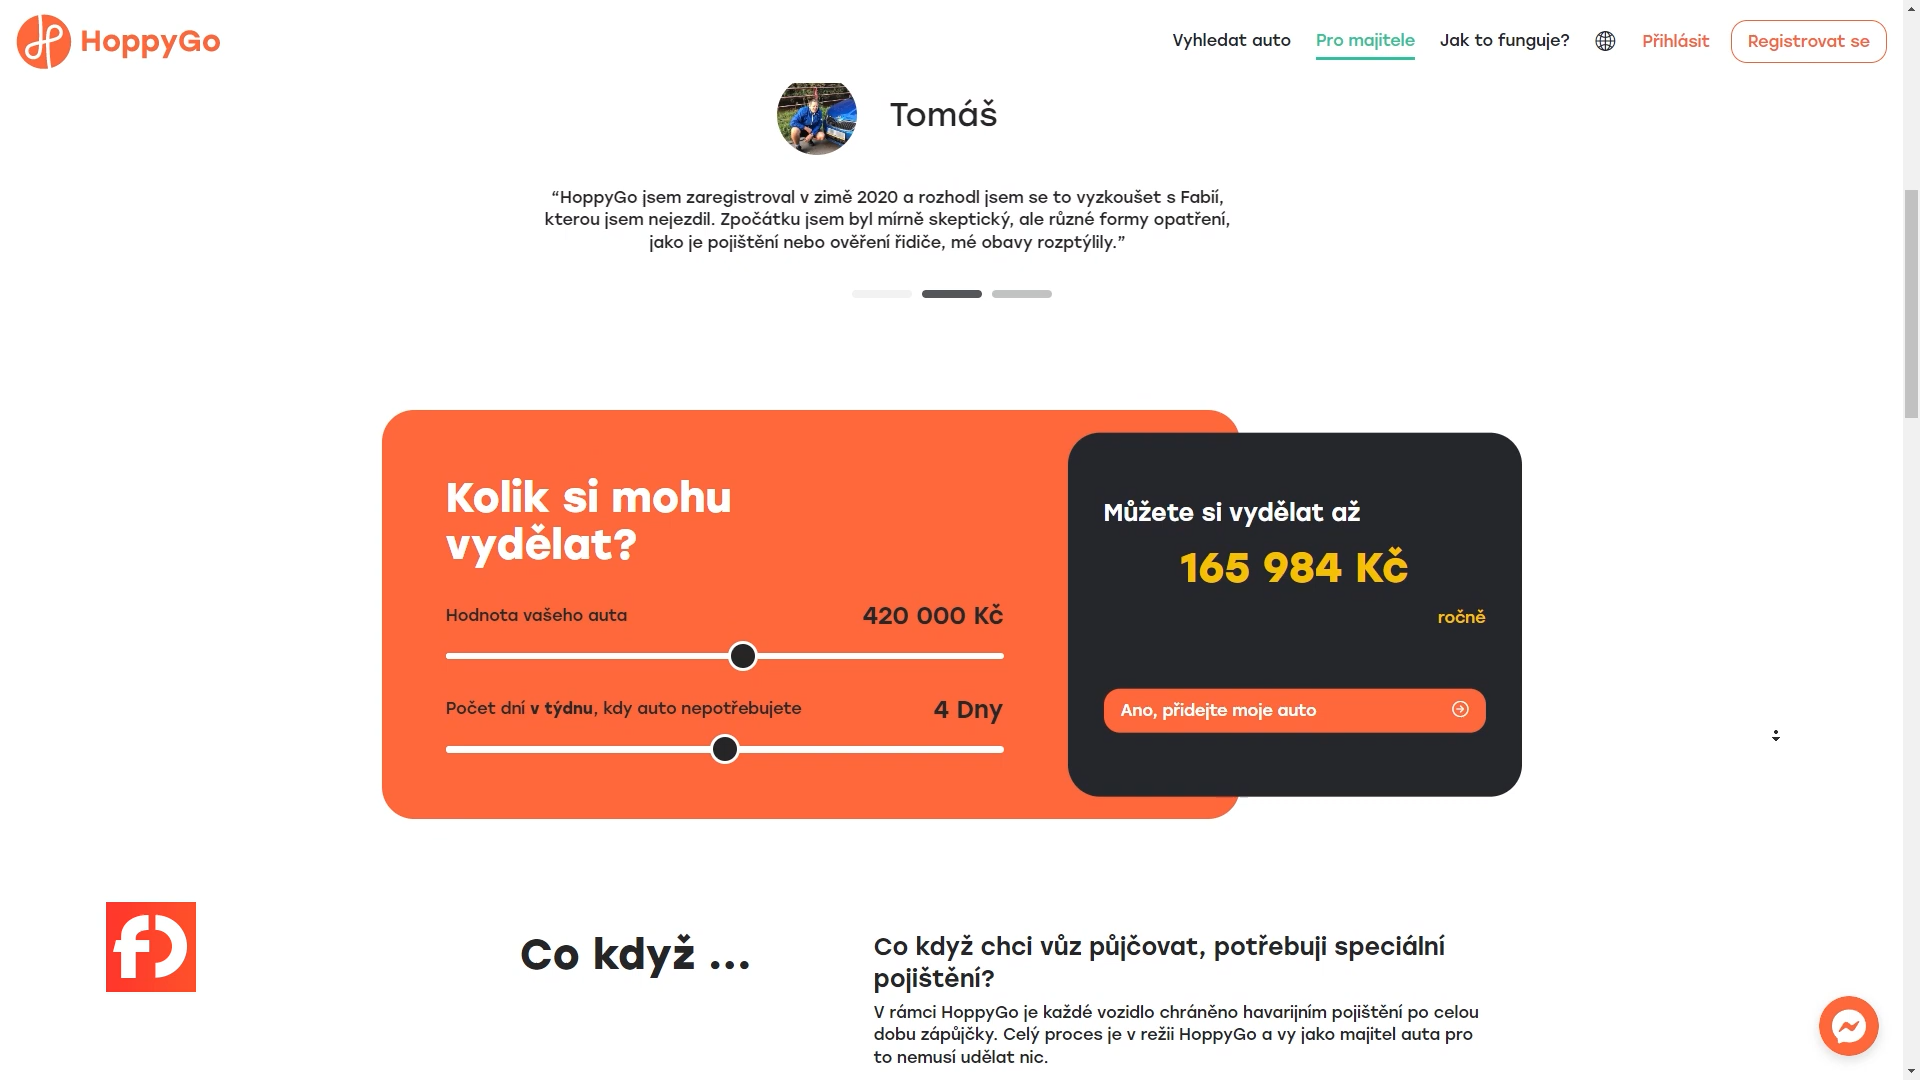 HoppyGo
Vyhledat auto
Pro majitele
Jak to funguje?
Přihlásit
Registrovat se
Tomáš
“HoppyGo jsem zaregistroval v zimě 2020 a rozhodl jsem se to vyzkoušet s Fabií,
kterou jsem nejezdil. Zpočátku jsem byl mírně skeptický, ale různé formy opatření,
jako je pojištění nebo ověření řidiče, mé obavy rozptýlily.”
Kolik si mohu
vydělat?
Hodnota vašeho auta
420 000 Kč
Počet dní v týdnu, kdy auto nepotřebujete
4 Dny
Můžete si vydělat až
165 984 Kč
ročně
Ano, přidejte moje auto
Co když ...
Co když chci vůz půjčovat, potřebuji speciální
pojištění?
V rámci HoppyGo je každé vozidlo chráněno havarijním pojištění po celou
dobu zápůjčky. Celý proces je v režii HoppyGo a vy jako majitel auta pro
to nemusí udělat nic.